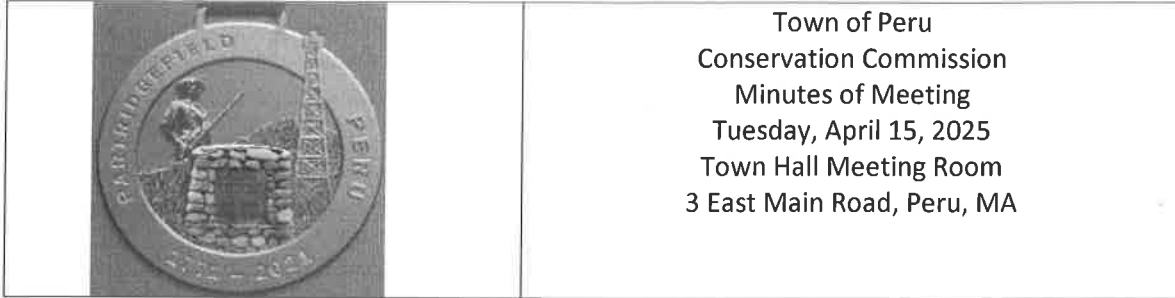 PARTRIDGEFIELD
PERU
Town of Peru
Conservation Commission
Minutes of Meeting
Tuesday, April 15, 2025
Town Hall Meeting Room
3 East Main Road, Peru, MA